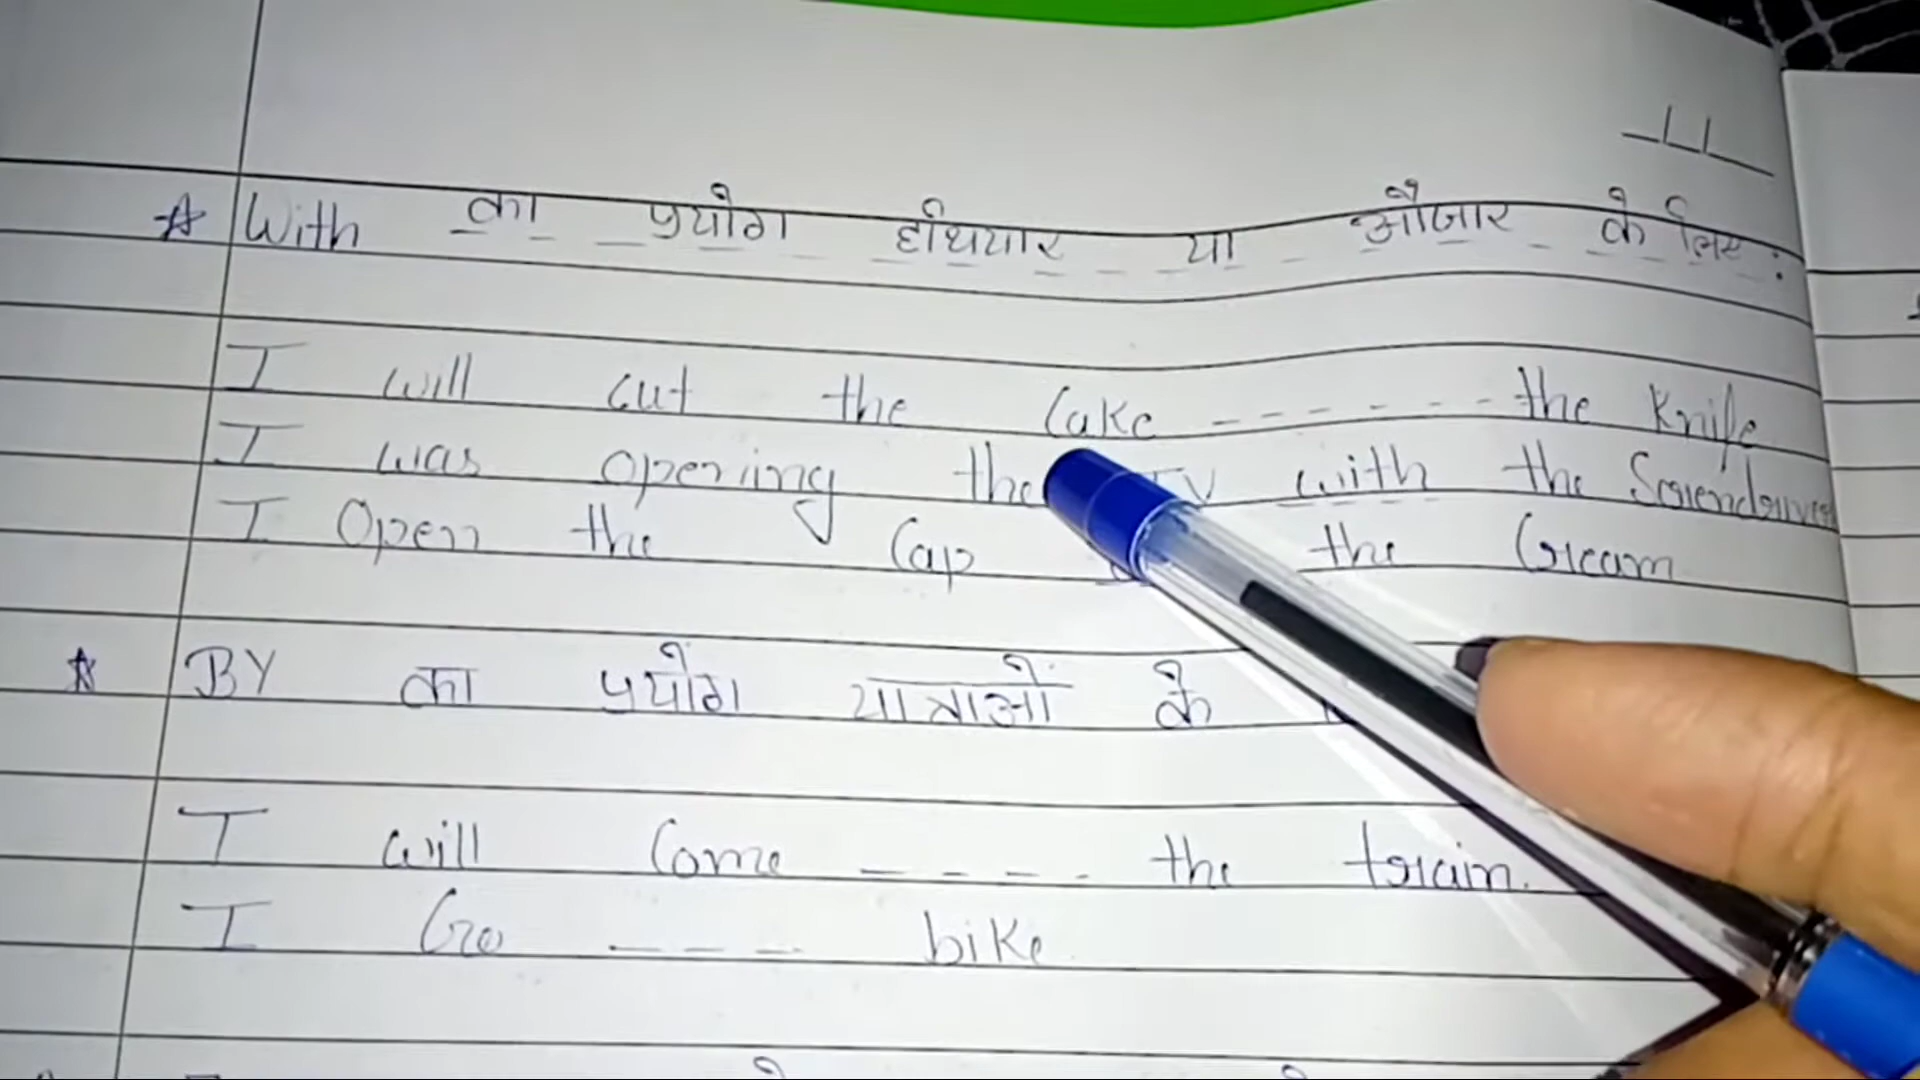 With का प्रयोग हथियार या औजार के लिए :
I will cut the Cake ------- the Knife
I was opening the TV with the
I Open the Cap the Cream
BY का प्रयोग यात्राओं के
I will Come ---- the train.
I Go --- bike